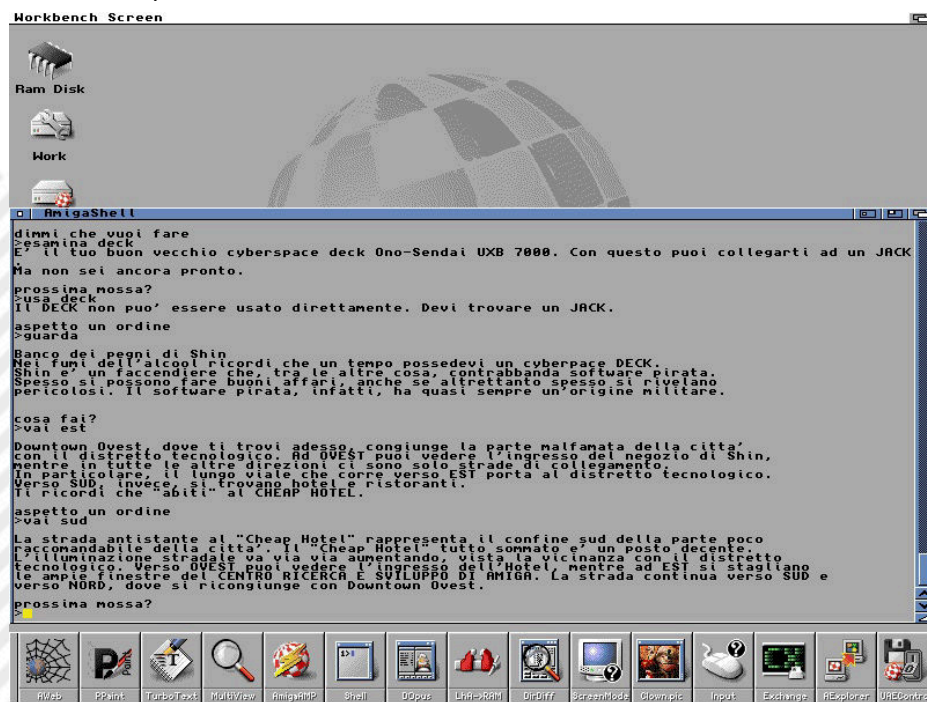 Workbench Screen
Ram Disk
Work
AmigaShell
dimmi che vuoi fare
>esamina deck
E' il tuo buon vecchio cyberspace deck Ono-Sendai UXB 7000. Con questo puoi collegarti ad un JACK
.
Ma non sei ancora pronto.
prossima mossa?
>usa deck
Il DECK non puo' essere usato direttamente. Devi trovare un JACK.
aspetto un ordine
>guarda
Banco dei pegni di Shin
Nei fumi dell'alcool ricordi che un tempo possedevi un cyberpace DECK.
Shin e' un faccendiere che, tra le altre cosa, contrabbanda software pirata.
Spesso si possono fare buoni affari, anche se altrettanto spesso si rivelano
pericolosi. Il software pirata, infatti, ha quasi sempre un'origine militare.
cosa fai?
>vai est
Downtown Ovest, dove ti trovi adesso, congiunge la parte malfamata della citta'
con il distretto tecnologico. Ad OVEST puoi vedere l'ingresso del negozio di Shin,
mentre in tutte le altre direzioni ci sono solo strade di collegamento.
In particolare, il lungo viale che corre verso EST porta al distretto tecnologico.
Verso SUD, invece, si trovano hotel e ristoranti.
Ti ricordi che "abiti" al CHEAP HOTEL.
aspetto un ordine
>vai sud
La strada antistante al "Cheap Hotel" rappresenta il confine sud della parte poco
raccomandabile della citta'. Il "Cheap Hotel" tutto sommato e' un posto decente.
L'illuminazione stradale va via via aumentando, vista la vicinanza con il distretto
tecnologico. Verso OVEST puoi vedere l'ingresso dell'Hotel, mentre ad EST si stagliano
le ampie finestre del CENTRO RICERCA E SVILUPPO DI AMIGA. La strada continua verso SUD e
verso NORD, dove si ricongiunge con Downtown Ovest.
prossima mossa?
>
AWeb PPaint TurboText MultiView AmigaAMP Shell DOpus LhA->RAM DirDiff ScreenMode Clown.pic Input Exchange AExplorer UAEContro